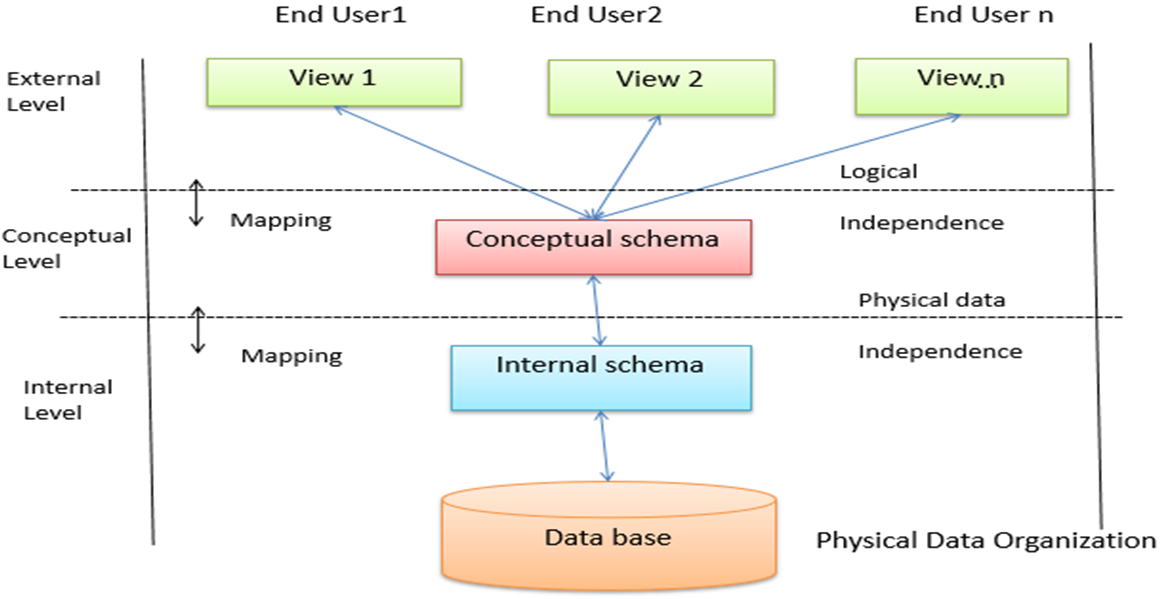 End User1 End User2 End User n
External
Level
View 1 View 2 View..n
Logical
Mapping Independence
Conceptual
Level
Conceptual schema
Physical data
Mapping Independence
Internal schema
Internal
Level
Data base
Physical Data Organization